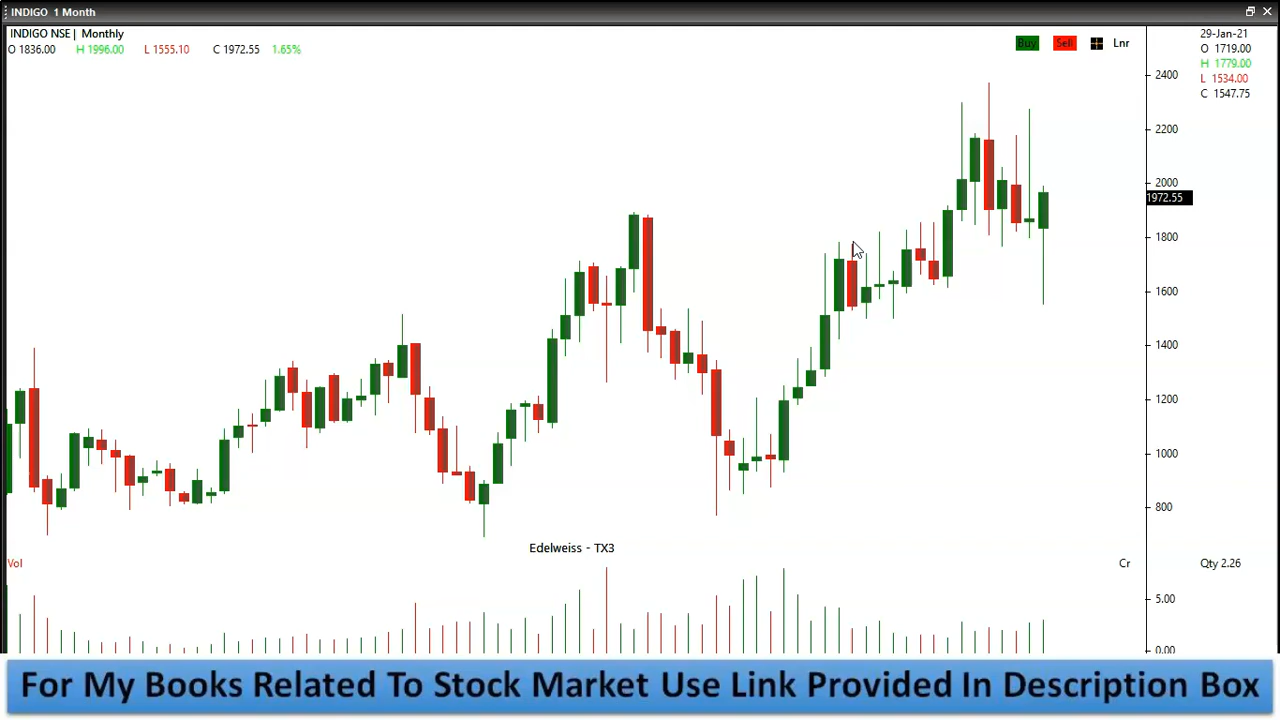 INDIGO 1 Month
INDIGO NSE | Monthly
O 1836.00 H 1996.00 L 1555.10 C 1972.55 1.65%
Buy Sell Lnr
29-Jan-21
O 1719.00
H 1779.00
L 1534.00
C 1547.75
2400
2200
2000
1972.55
1800
1600
1400
1200
1000
800
Edelweiss - TX3
Vol
Cr
Qty 2.26
5.00
0.00
For My Books Related To Stock Market Use Link Provided In Description Box